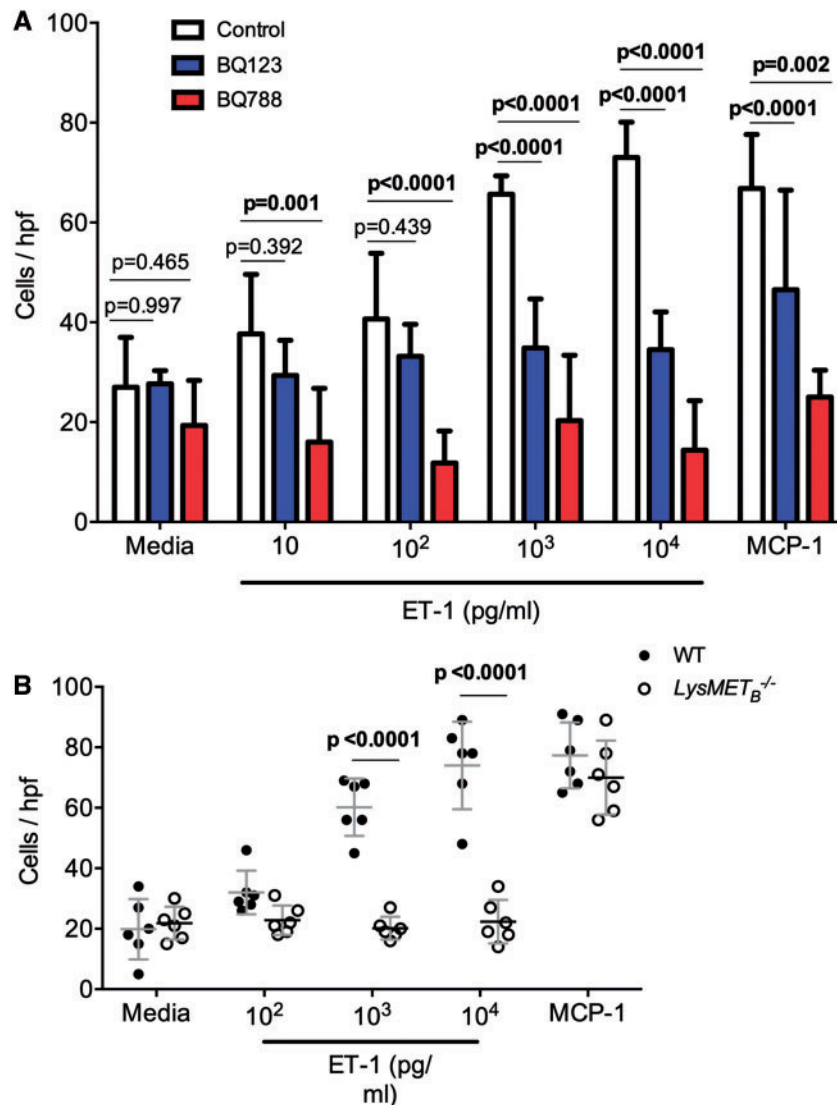 A
100
80
60
40
20
0
Cells / hpf
Control
BQ123
BQ788
p=0.465
p=0.997
p=0.001
p=0.392
p<0.0001
p=0.439
p<0.0001
p<0.0001
p<0.0001
p<0.0001
p=0.002
p<0.0001
Media 10 10² 10³ 10⁴ MCP-1
ET-1 (pg/ml)
B
WT
LysMET_B^-/-
100
80
60
40
20
0
Cells / hpf
p <0.0001
p <0.0001
Media 10² 10³ 10⁴ MCP-1
ET-1 (pg/
ml)